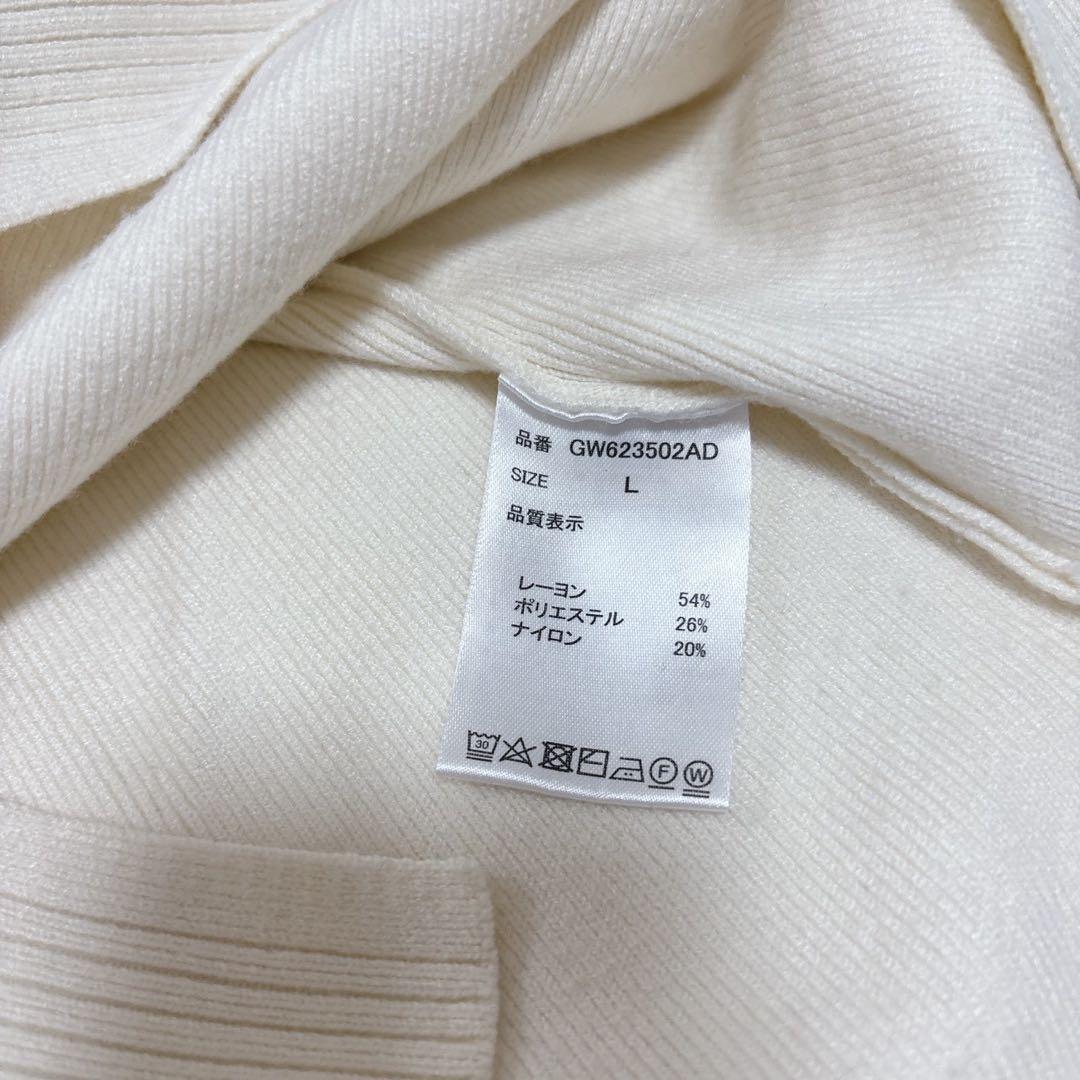 品番 GW623502AD
SIZE L
品質表示
レーヨン 54%
ポリエステル 26%
ナイロン 20%
30 F W